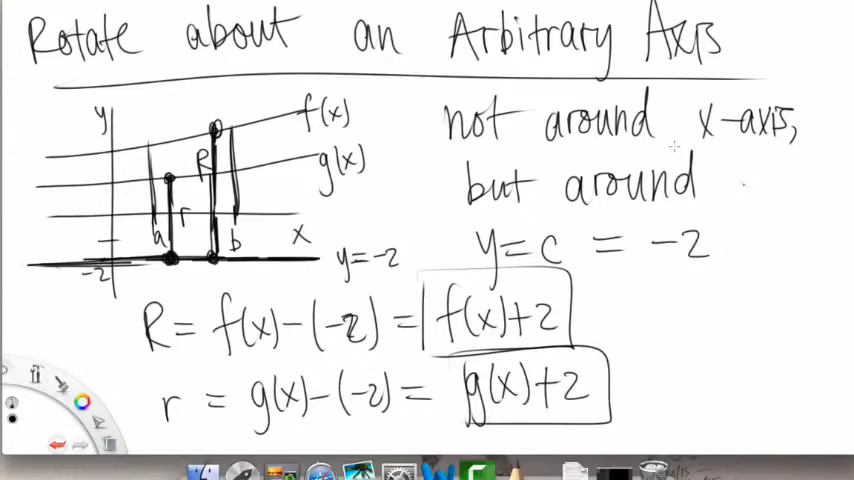 Rotate about an Arbitrary Axis
y
f(x)
g(x)
R
r
a
b
x
-2
y=-2
not around x-axis,
but around
y=c = -2
R = f(x)-(-2) = f(x)+2
r = g(x)-(-2) = g(x)+2